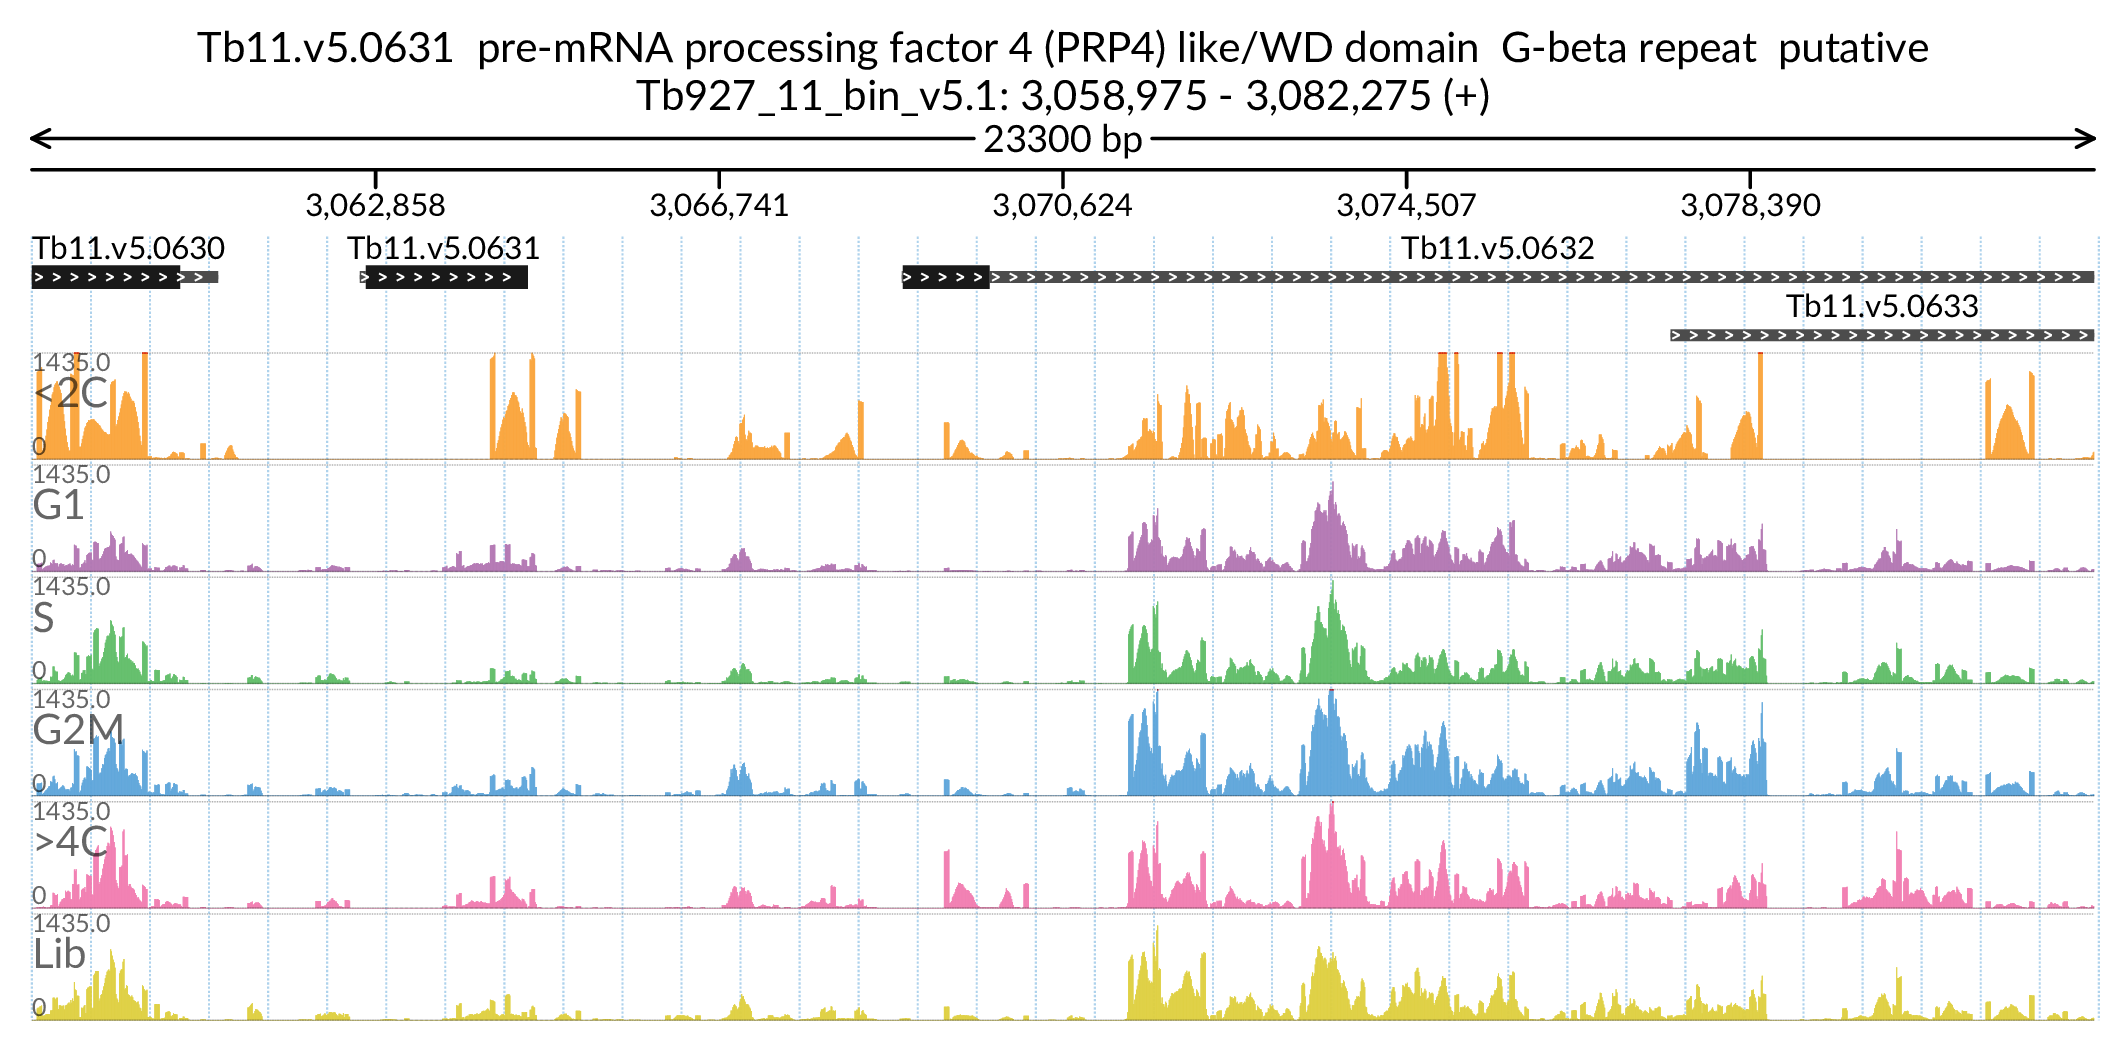 Tb11.v5.0631  pre-mRNA processing factor 4 (PRP4) like/WD domain  G-beta repeat  putative
Tb927_11_bin_v5.1: 3,058,975 - 3,082,275 (+)
23300 bp
3,062,858 3,066,741 3,070,624 3,074,507 3,078,390
Tb11.v5.0630 Tb11.v5.0631 Tb11.v5.0632
Tb11.v5.0633
1435.0
<2C
0
1435.0
G1
0
1435.0
S
0
1435.0
G2M
0
1435.0
>4C
0
1435.0
Lib
0